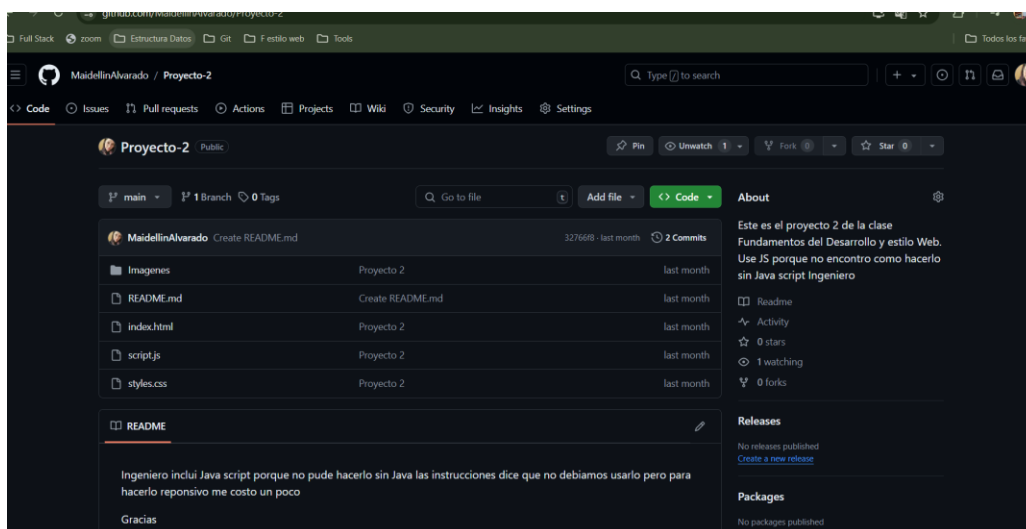 github.com/MaidellinAlvarado/Proyecto-2
Full Stack zoom Estructura Datos Git F estilo web Tools Todos los fa
MaidellinAlvarado / Proyecto-2 Type / to search
Code Issues Pull requests Actions Projects Wiki Security Insights Settings
Proyecto-2 Public Pin Unwatch 1 Fork 0 Star 0
main 1 Branch 0 Tags Go to file t Add file Code
MaidellinAlvarado Create README.md 32766f8 · last month 2 Commits
Imagenes Proyecto 2 last month
README.md Create README.md last month
index.html Proyecto 2 last month
script.js Proyecto 2 last month
styles.css Proyecto 2 last month
README
Ingeniero inclui Java script porque no pude hacerlo sin Java las instrucciones dice que no debiamos usarlo pero para
hacerlo reponsivo me costo un poco
Gracias
About
Este es el proyecto 2 de la clase
Fundamentos del Desarrollo y estilo Web.
Use JS porque no encontro como hacerlo
sin Java script Ingeniero
Readme
Activity
0 stars
1 watching
0 forks
Releases
No releases published
Create a new release
Packages
No packages published